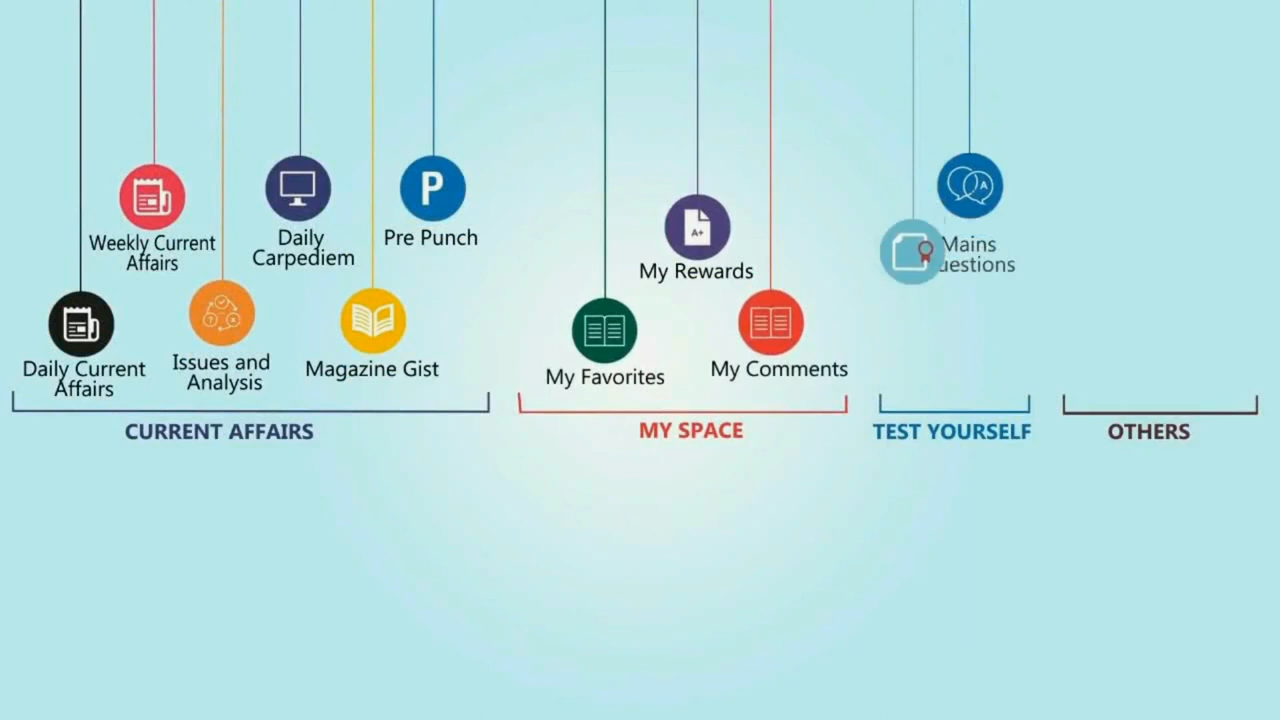 Weekly Current
Affairs
Daily
Carpediem
P
Pre Punch
A+
My Rewards
A
Mains
Daily Current
Affairs
Issues and
Analysis
Magazine Gist
My Favorites
My Comments
CURRENT AFFAIRS
MY SPACE
TEST YOURSELF
OTHERS